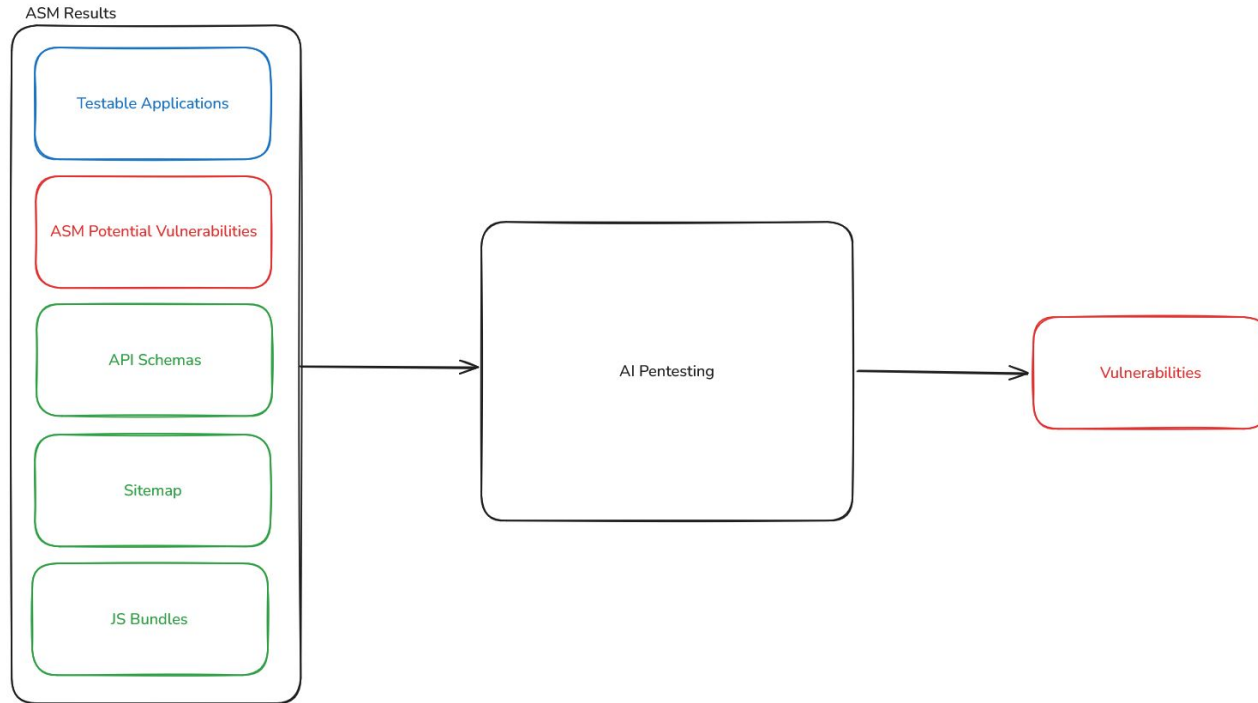 ASM Results
Testable Applications
ASM Potential Vulnerabilities
API Schemas
Sitemap
JS Bundles
AI Pentesting
Vulnerabilities